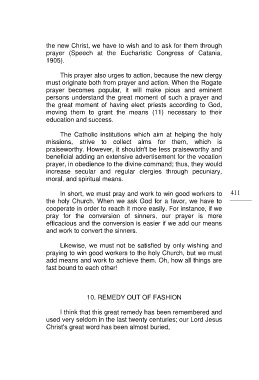 the new Christ, we have to wish and to ask for them through
prayer (Speech at the Eucharistic Congress of Catania,
1905).
This prayer also urges to action, because the new clergy
must originate both from prayer and action. When the Rogate
prayer becomes popular, it will make pious and eminent
persons understand the great moment of such a prayer and
the great moment of having elect priests according to God,
moving them to grant the means (11) necessary to their
education and success.
The Catholic institutions which aim at helping the holy
missions, strive to collect alms for them, which is
praiseworthy. However, it shouldn't be less praiseworthy and
beneficial adding an extensive advertisement for the vocation
prayer, in obedience to the divine command; thus, they would
increase secular and regular clergies through pecuniary,
moral, and spiritual means.
In short, we must pray and work to win good workers to
the holy Church. When we ask God for a favor, we have to
cooperate in order to reach it more easily. For instance, if we
pray for the conversion of sinners, our prayer is more
efficacious and the conversion is easier if we add our means
and work to convert the sinners.
411
Likewise, we must not be satisfied by only wishing and
praying to win good workers to the holy Church, but we must
add means and work to achieve them. Oh, how all things are
fast bound to each other!
10. REMEDY OUT OF FASHION
I think that this great remedy has been remembered and
used very seldom in the last twenty centuries; our Lord Jesus
Christ's great word has been almost buried,